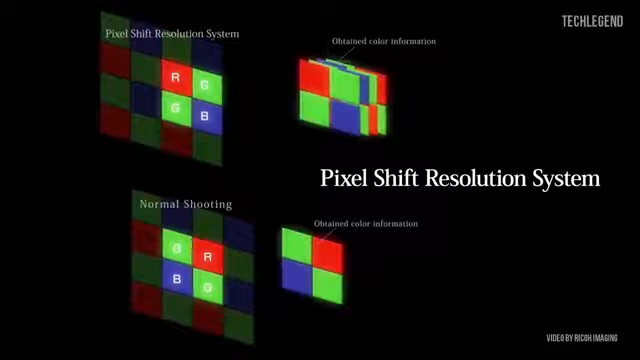 TECHLEGEND
Pixel Shift Resolution System
Obtained color information
R G
G B
Pixel Shift Resolution System
Normal Shooting
Obtained color information
G R
B G
VIDEO BY RICOH IMAGING